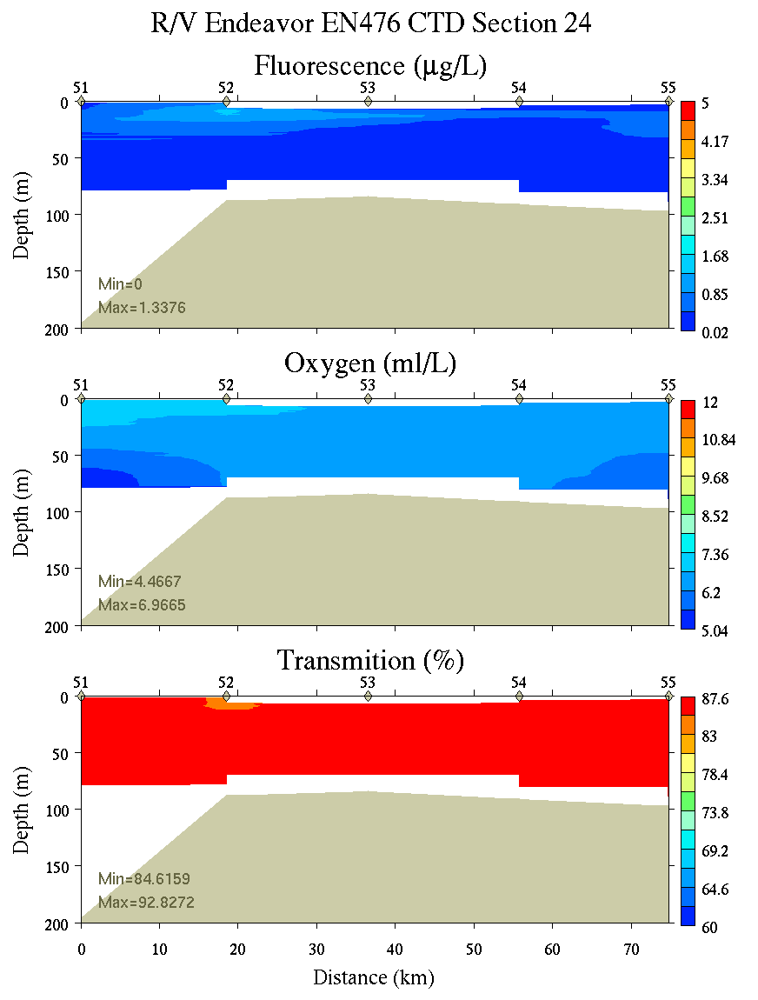 R/V Endeavor EN476 CTD Section 24
Fluorescence (µg/L)
51 52 53 54 55
0
50
100
150
200
Depth (m)
Min=0
Max=1.3376
5
4.17
3.34
2.51
1.68
0.85
0.02
Oxygen (ml/L)
51 52 53 54 55
0
50
100
150
200
Depth (m)
Min=4.4667
Max=6.9665
12
10.84
9.68
8.52
7.36
6.2
5.04
Transmition (%)
51 52 53 54 55
0
50
100
150
200
Depth (m)
Min=84.6159
Max=92.8272
87.6
83
78.4
73.8
69.2
64.6
60
0 10 20 30 40 50 60 70
Distance (km)